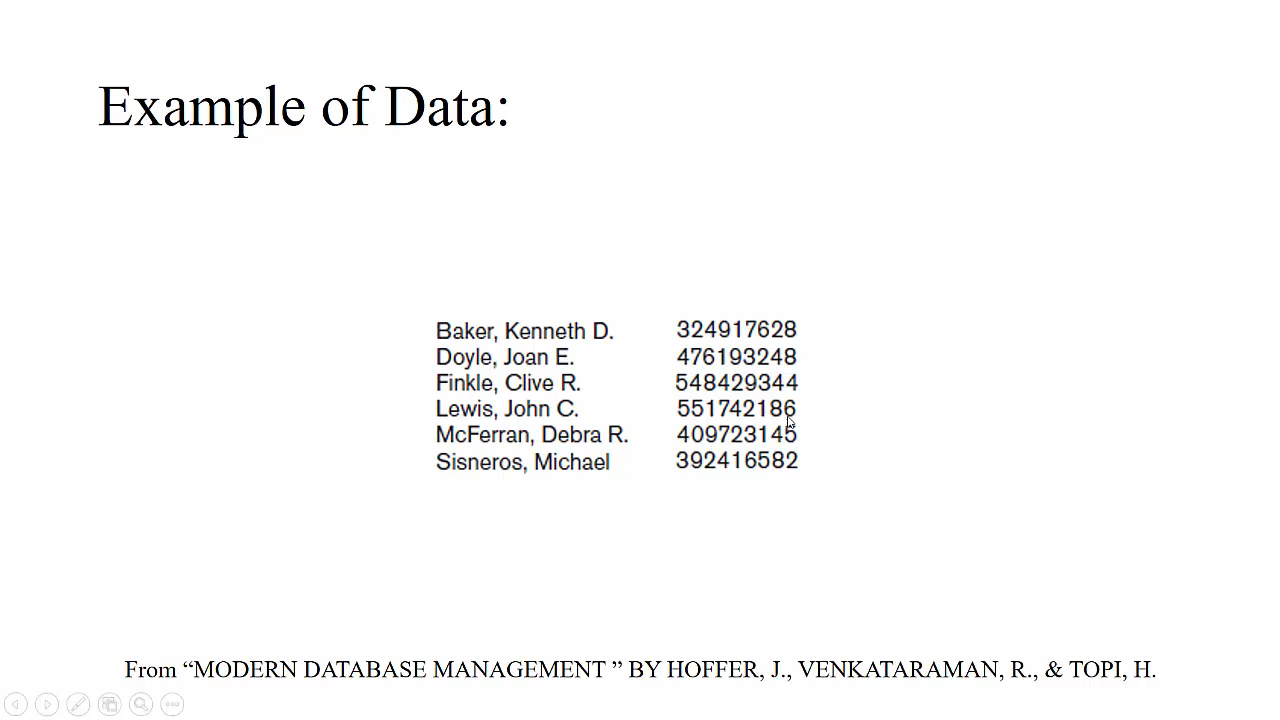 Example of Data:
Baker, Kenneth D. 324917628
Doyle, Joan E. 476193248
Finkle, Clive R. 548429344
Lewis, John C. 551742186
McFerran, Debra R. 409723145
Sisneros, Michael 392416582
From “MODERN DATABASE MANAGEMENT ” BY HOFFER, J., VENKATARAMAN, R., & TOPI, H.